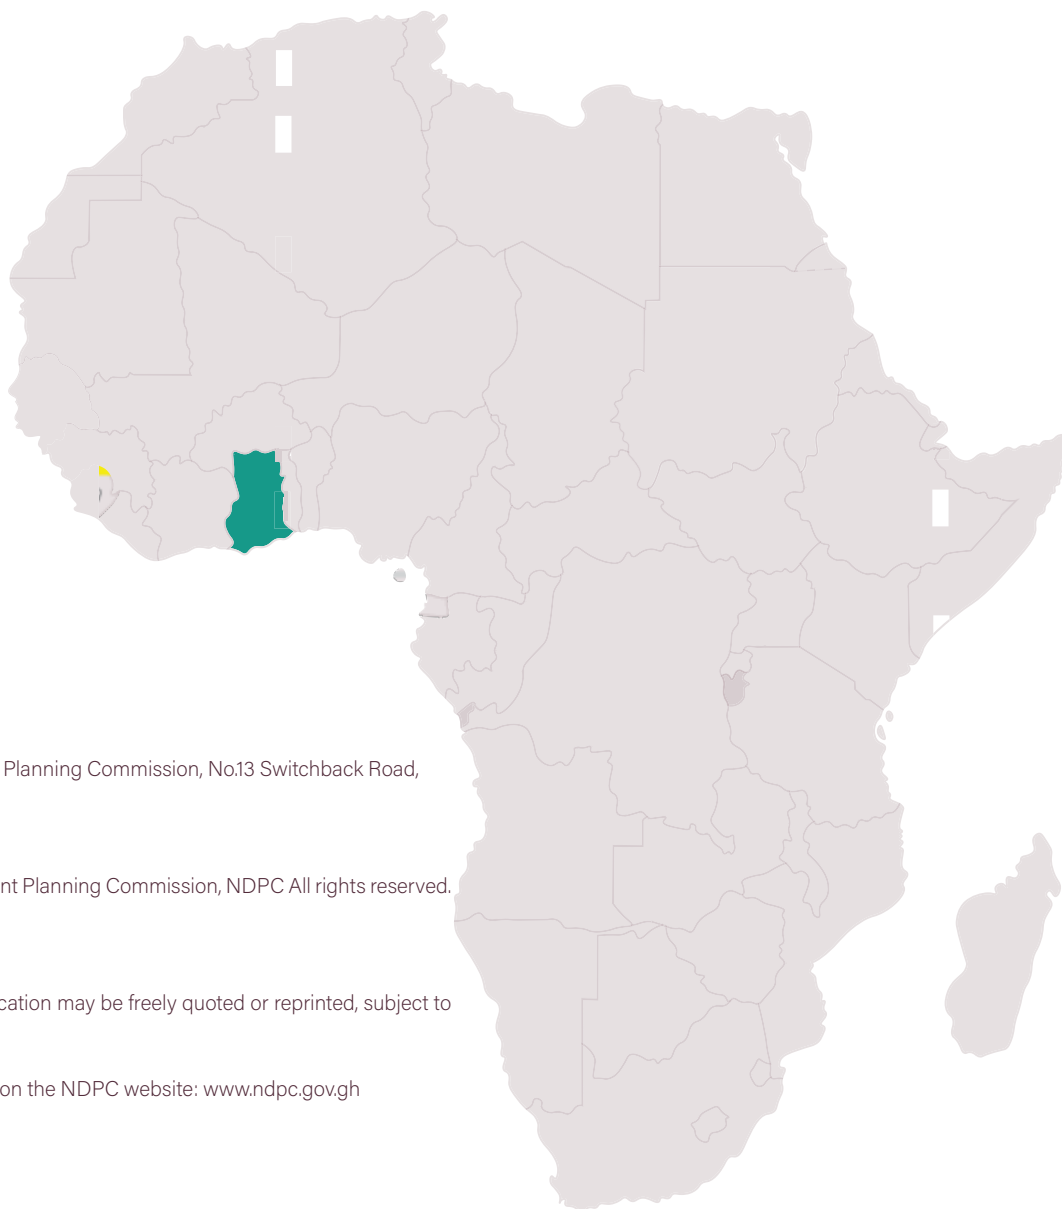 Planning Commission, No.13 Switchback Road,
nt Planning Commission, NDPC All rights reserved.
cation may be freely quoted or reprinted, subject to
on the NDPC website: www.ndpc.gov.gh